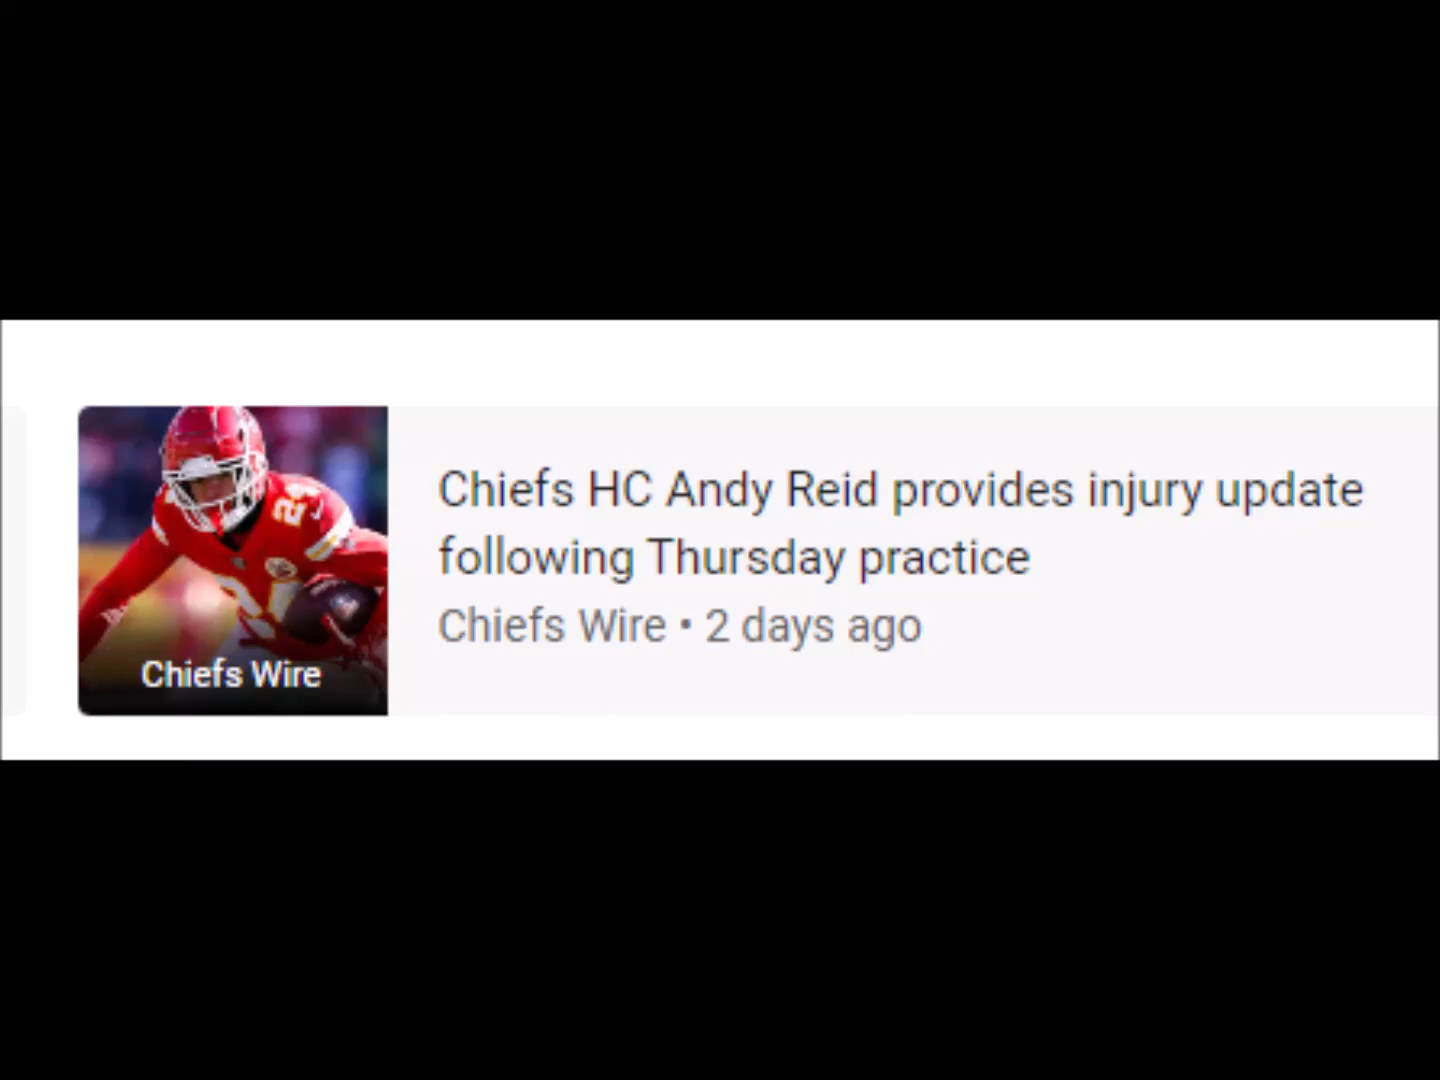 Chiefs HC Andy Reid provides injury update
following Thursday practice
Chiefs Wire • 2 days ago
Chiefs Wire